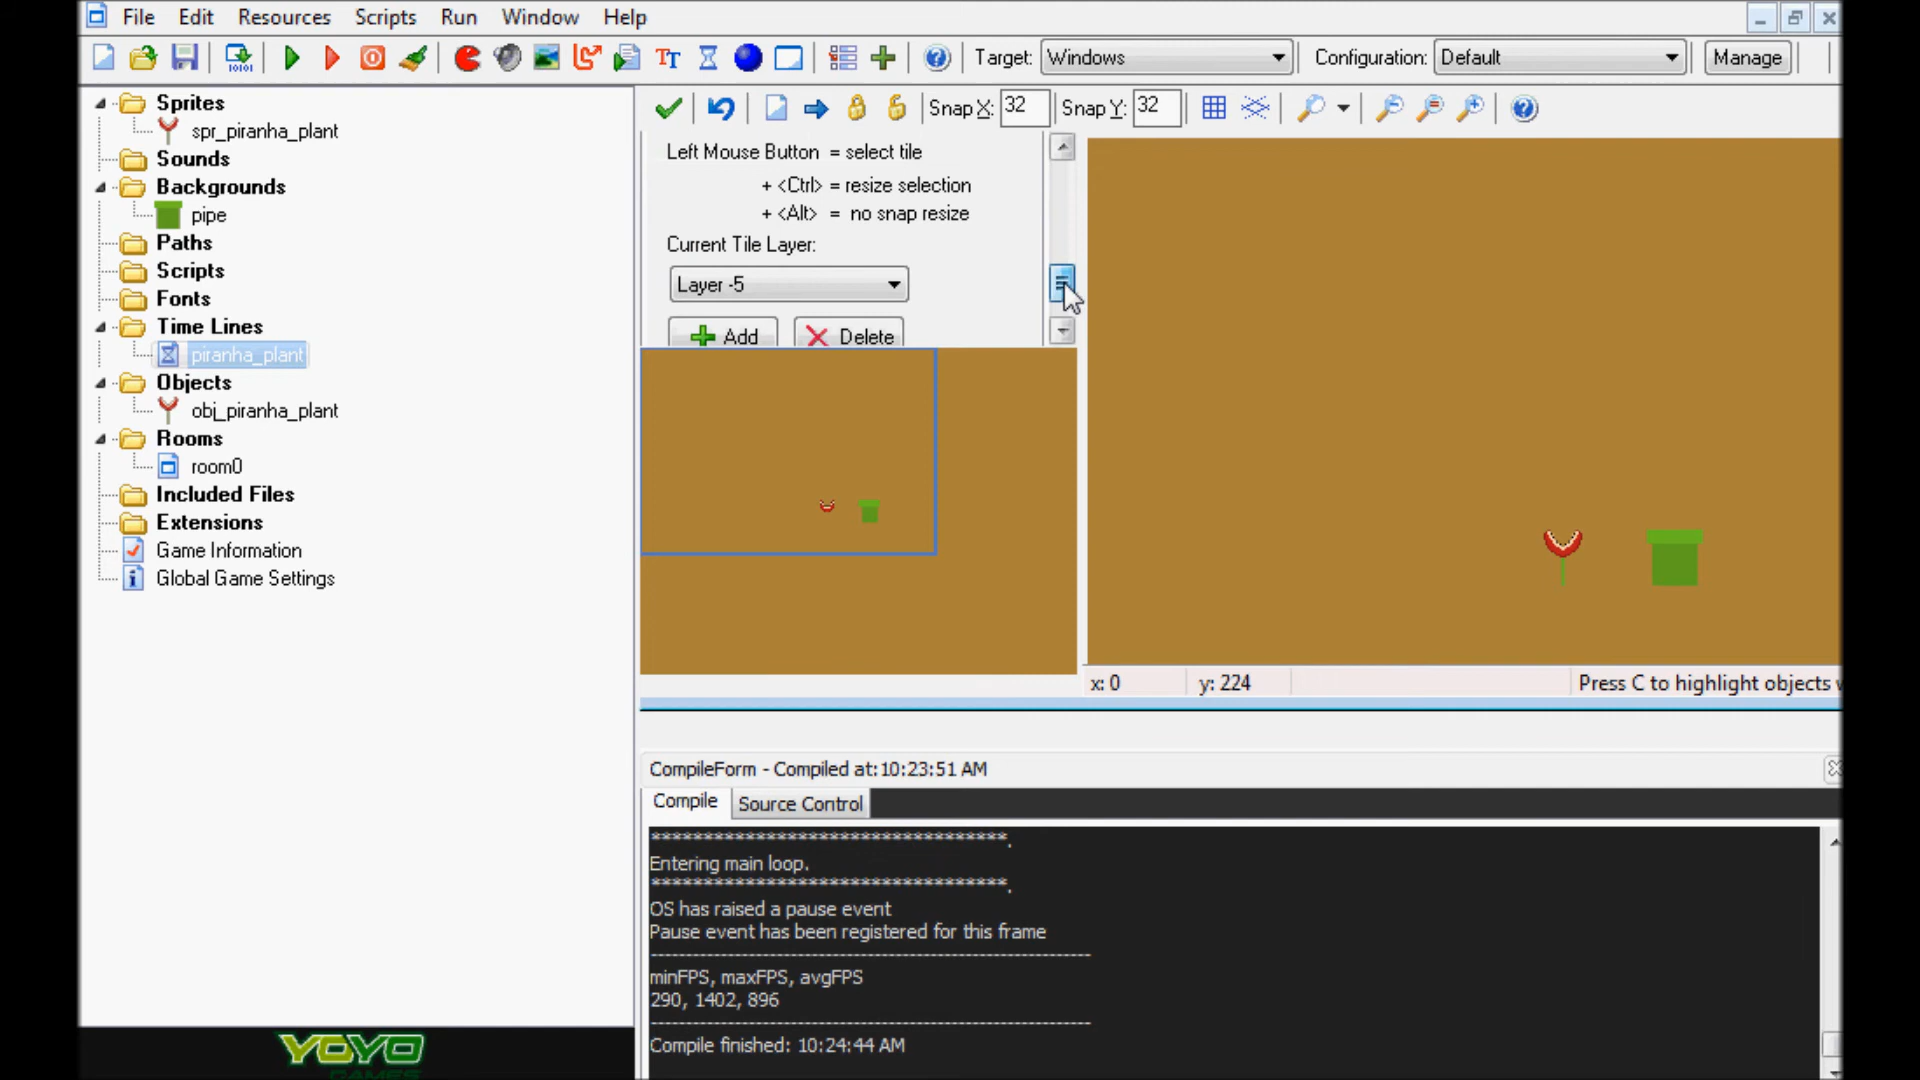 File Edit Resources Scripts Run Window Help
Target: Windows Configuration: Default Manage
Sprites
spr_piranha_plant
Sounds
Backgrounds
pipe
Paths
Scripts
Fonts
Time Lines
piranha_plant
Objects
obj_piranha_plant
Rooms
room0
Included Files
Extensions
Game Information
Global Game Settings
YOYO
GAMES
Snap X: 32 Snap Y: 32
Left Mouse Button = select tile
+ <Ctrl> = resize selection
+ <Alt> = no snap resize
Current Tile Layer:
Layer -5
Add Delete
x: 0 y: 224 Press C to highlight objects
CompileForm - Compiled at:10:23:51 AM
Compile Source Control
**********************************.
Entering main loop.
**********************************.
OS has raised a pause event
Pause event has been registered for this frame
minFPS, maxFPS, avgFPS
290, 1402, 896
Compile finished: 10:24:44 AM